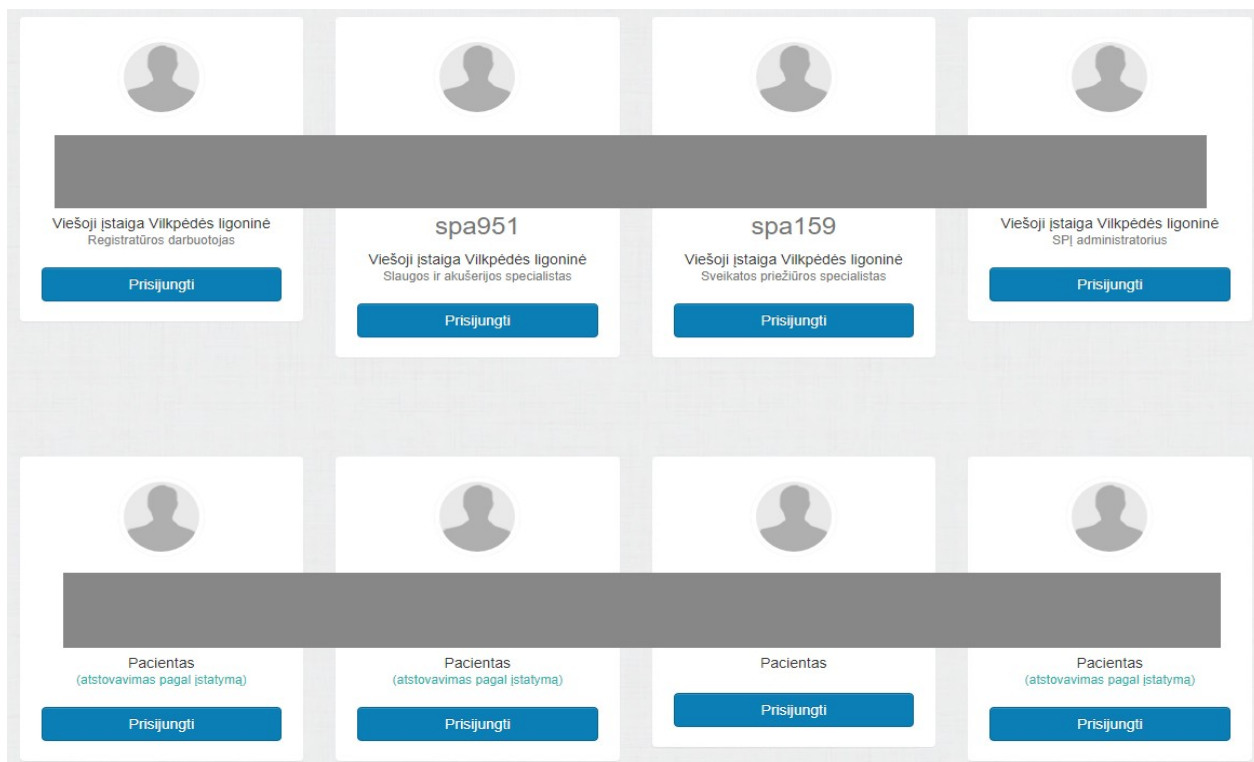 Viešoji įstaiga Vilkpėdės ligoninė
Registratūros darbuotojas
Prisijungti
spa951
Viešoji įstaiga Vilkpėdės ligoninė
Slaugos ir akušerijos specialistas
Prisijungti
spa159
Viešoji įstaiga Vilkpėdės ligoninė
Sveikatos priežiūros specialistas
Prisijungti
Viešoji įstaiga Vilkpėdės ligoninė
SPĮ administratorius
Prisijungti
Pacientas
(atstovavimas pagal įstatymą)
Prisijungti
Pacientas
(atstovavimas pagal įstatymą)
Prisijungti
Pacientas
Prisijungti
Pacientas
(atstovavimas pagal įstatymą)
Prisijungti